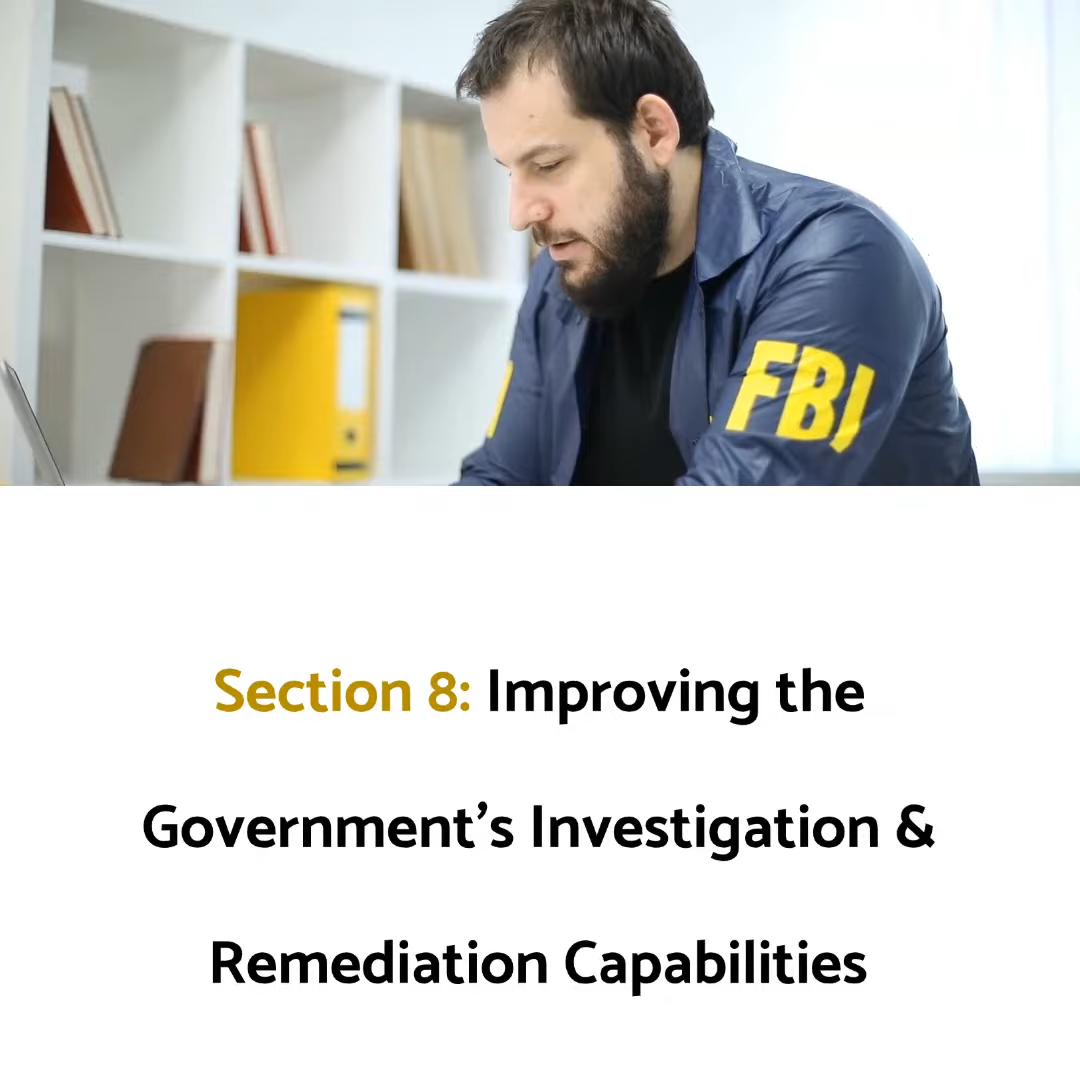 FBI
Section 8: Improving the
Government’s Investigation &
Remediation Capabilities